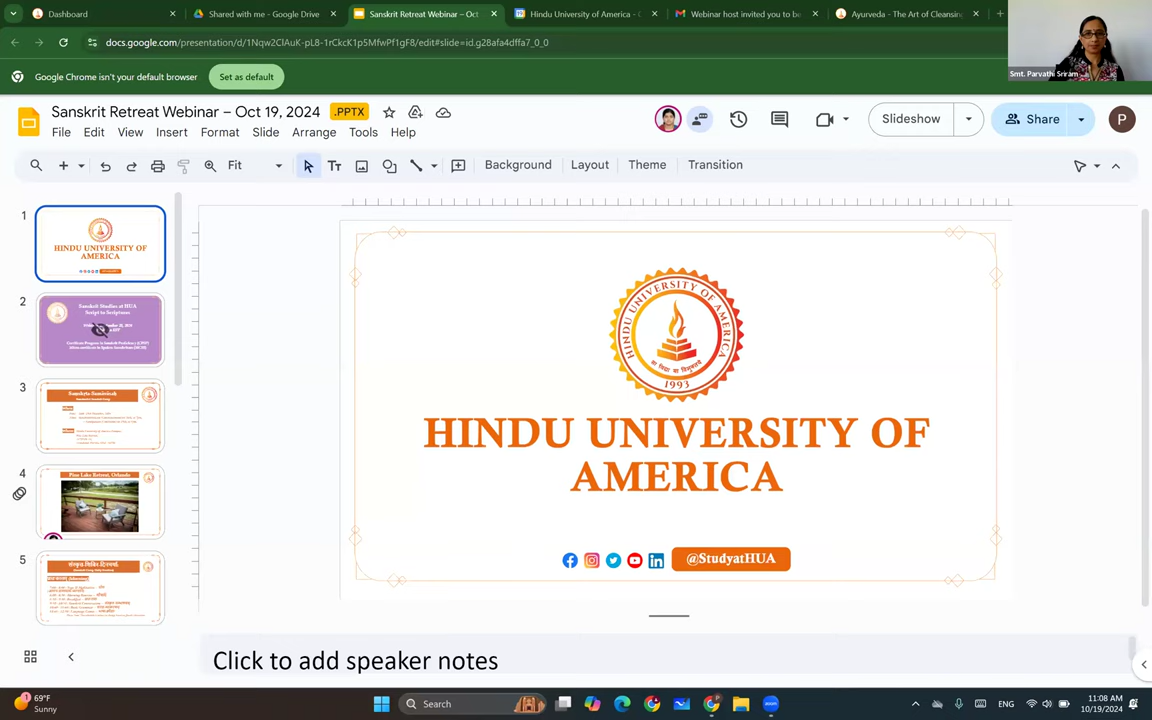 Dashboard
Shared with me - Google Drive
Sanskrit Retreat Webinar – Oct
Hindu University of America - C
Webinar host invited you to ba
Ayurveda - The Art of Cleansing
docs.google.com/presentation/d/1Nqw2ClAuK-pL8-1rCkcK1p5MfwPf1gF8/edit#slide=id.g28afa4dffa7_0_0
Google Chrome isn't your default browser
Set as default
Smt. Parvathi Sriram
Sanskrit Retreat Webinar – Oct 19, 2024
.PPTX
File Edit View Insert Format Slide Arrange Tools Help
Slideshow
Share
P
Fit
Background
Layout
Theme
Transition
1
HINDU UNIVERSITY OF
AMERICA
2
Sanskrit Studies at HUA
Script to Scriptures
3
4
Pine Lake Retreat, Orlando
5
HINDU UNIVERSITY OF AMERICA
सा विद्या या विमुक्तये
1993
HINDU UNIVERSITY OF
AMERICA
@StudyatHUA
Click to add speaker notes
1
69°F
Sunny
Search
ENG
11:08 AM
10/19/2024